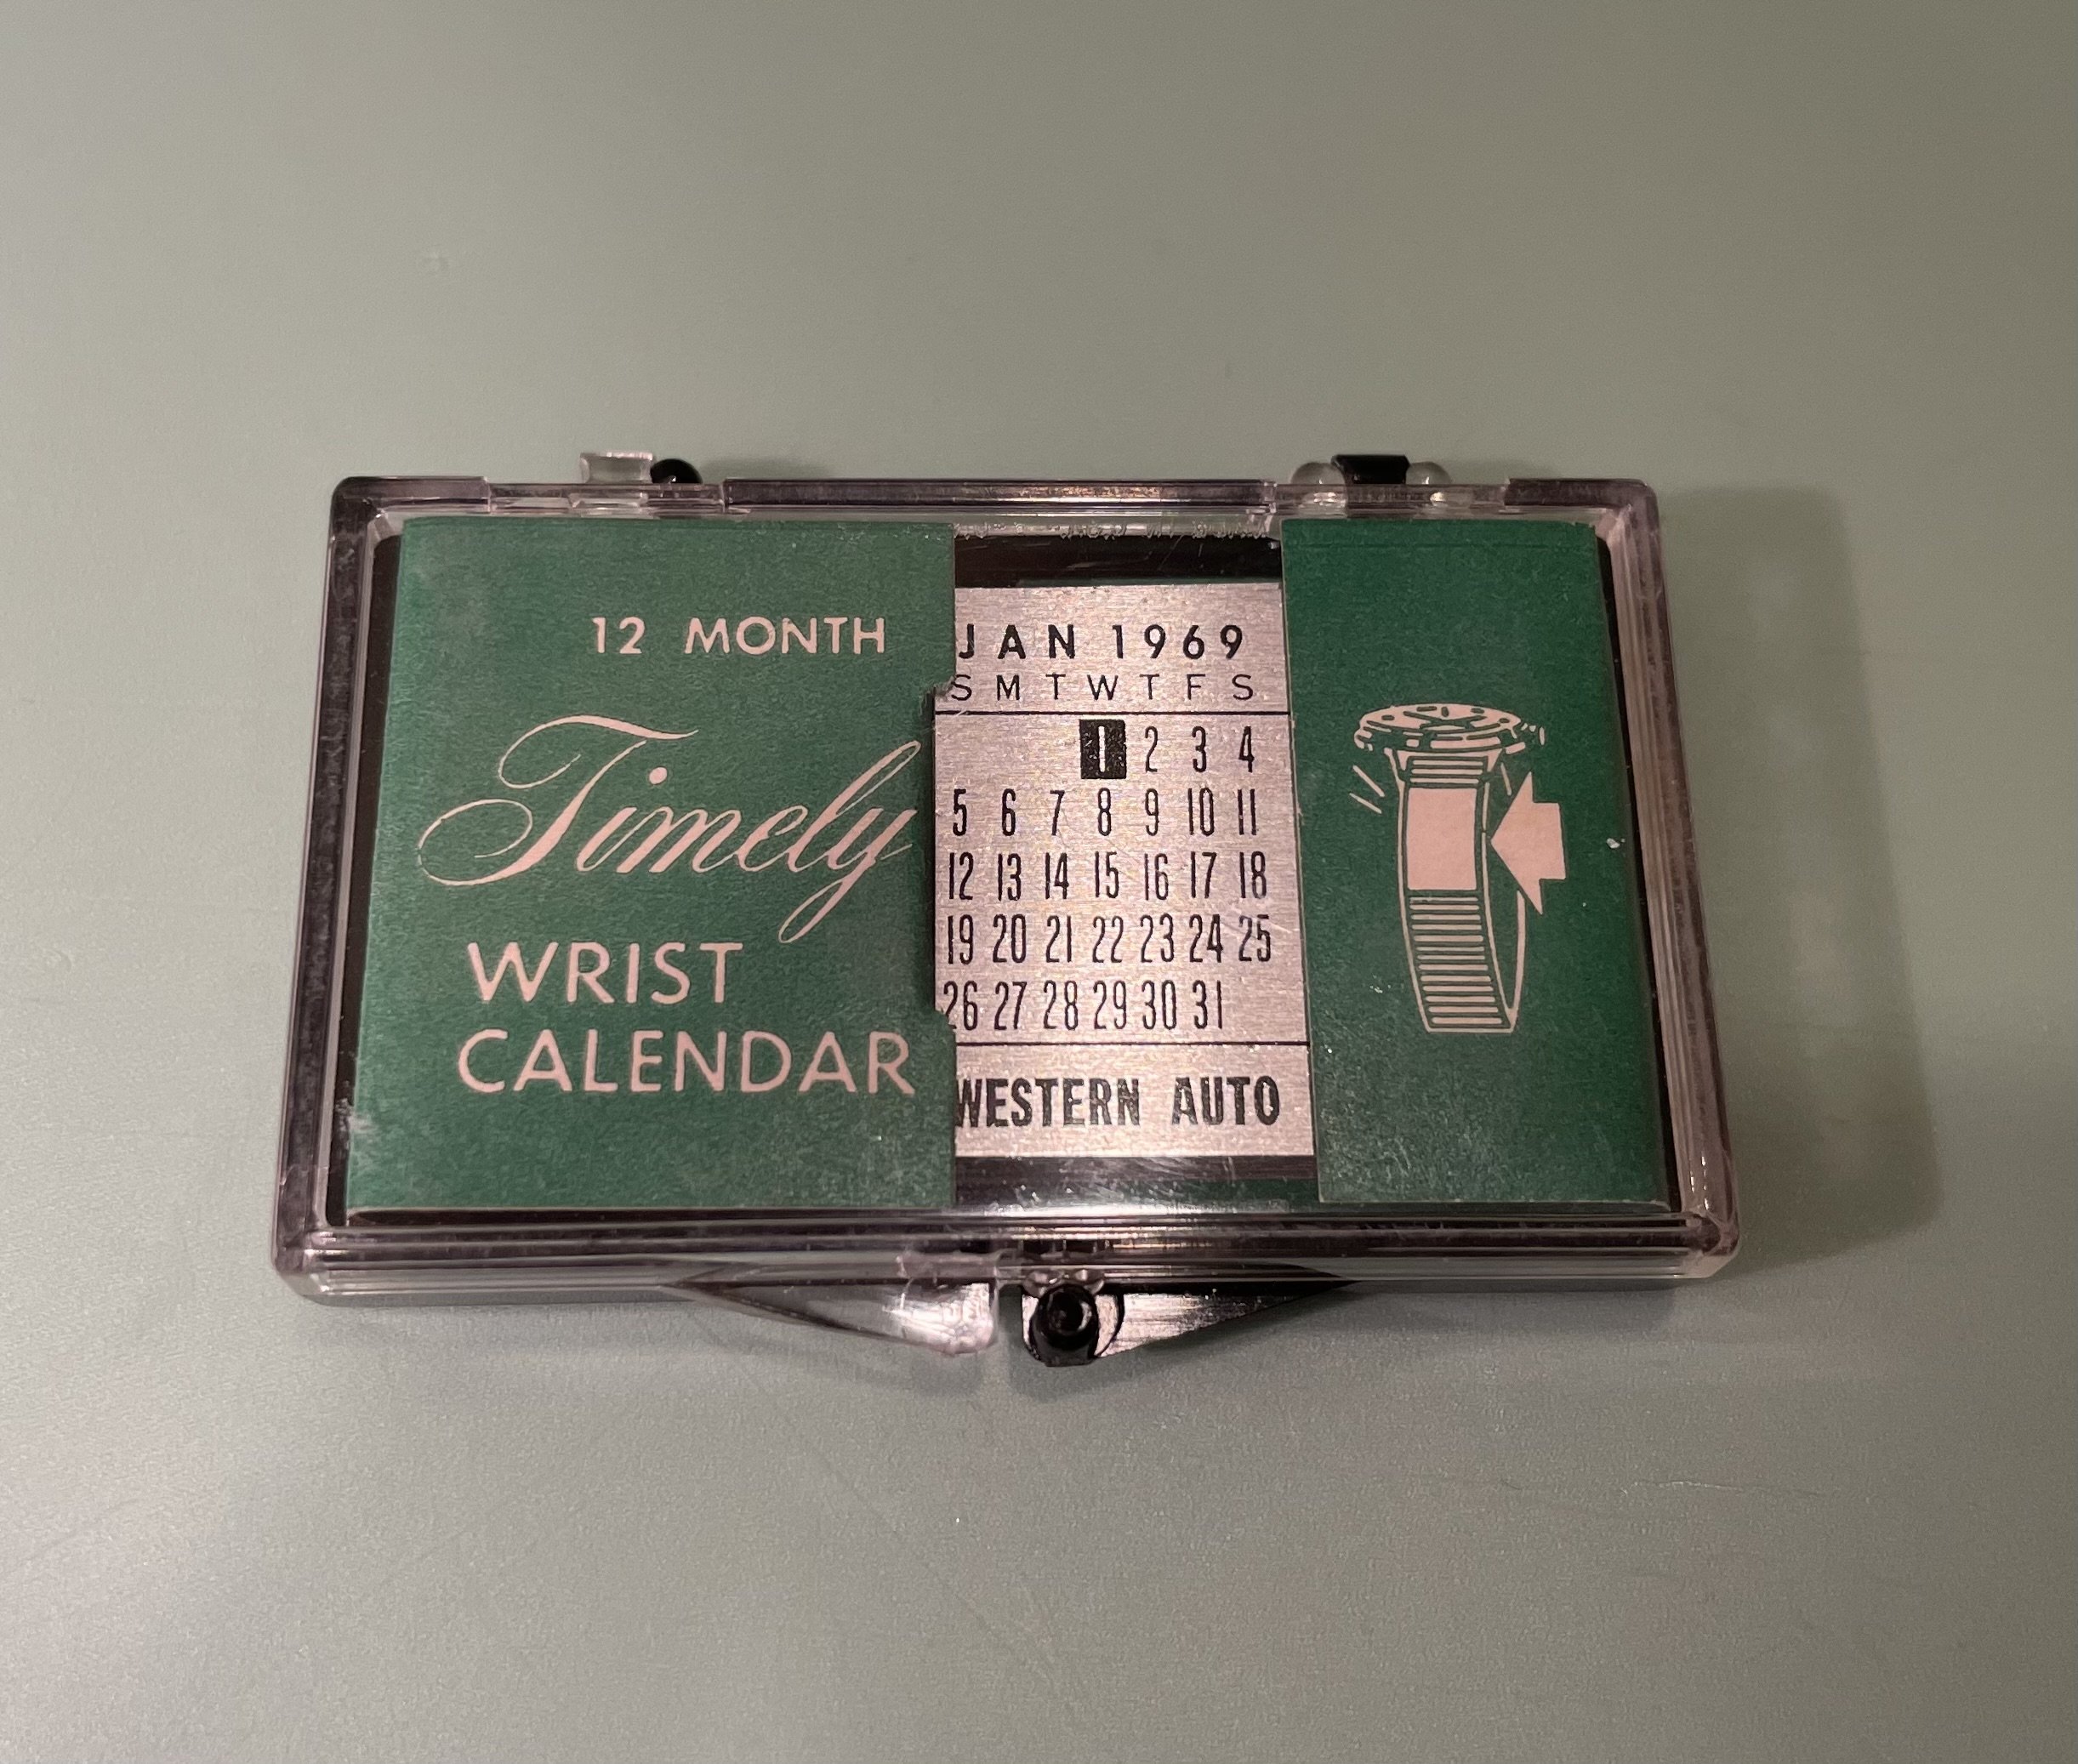 12 MONTH
Timely
WRIST
CALENDAR
JAN 1969
S M T W T F S
1 2 3 4
5 6 7 8 9 10 11
12 13 14 15 16 17 18
19 20 21 22 23 24 25
26 27 28 29 30 31
WESTERN AUTO